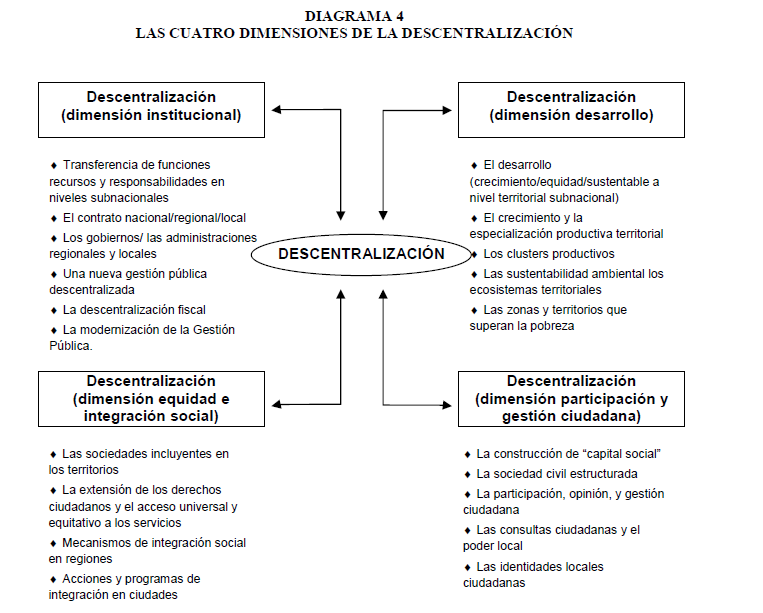 DIAGRAMA 4
LAS CUATRO DIMENSIONES DE LA DESCENTRALIZACIÓN
Descentralización
(dimensión institucional)
♦ Transferencia de funciones
recursos y responsabilidades en
niveles subnacionales
♦ El contrato nacional/regional/local
♦ Los gobiernos/ las administraciones
regionales y locales
♦ Una nueva gestión pública
descentralizada
♦ La descentralización fiscal
♦ La modernización de la Gestión
Pública.
Descentralización
(dimensión desarrollo)
♦ El desarrollo
(crecimiento/equidad/sustentable a
nivel territorial subnacional)
♦ El crecimiento y la
especialización productiva territorial
♦ Los clusters productivos
♦ Las sustentabilidad ambiental los
ecosistemas territoriales
♦ Las zonas y territorios que
superan la pobreza
DESCENTRALIZACIÓN
Descentralización
(dimensión equidad e
integración social)
♦ Las sociedades incluyentes en
los territorios
♦ La extensión de los derechos
ciudadanos y el acceso universal y
equitativo a los servicios
♦ Mecanismos de integración social
en regiones
♦ Acciones y programas de
integración en ciudades
Descentralización
(dimensión participación y
gestión ciudadana)
♦ La construcción de “capital social”
♦ La sociedad civil estructurada
♦ La participación, opinión, y gestión
ciudadana
♦ Las consultas ciudadanas y el
poder local
♦ Las identidades locales
ciudadanas